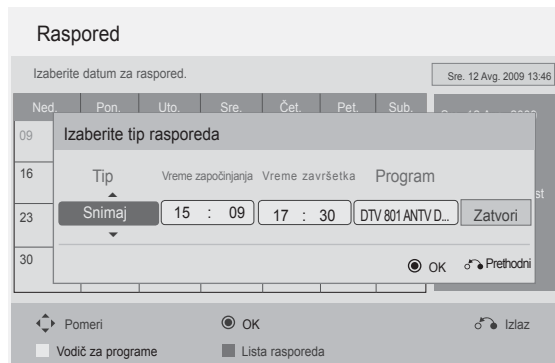 Raspored
Izaberite datum za raspored.
Sre. 12 Avg. 2009 13:46
Ned. Pon. Uto. Sre. Čet. Pet. Sub.
09
Izaberite tip rasporeda
16
Tip Vreme započinjanja Vreme završetka Program
23
Snimaj 15 : 09 17 : 30 DTV 801 ANTV D... Zatvori
30
OK Prethodni
Pomeri OK Izlaz
Vodič za programe Lista rasporeda